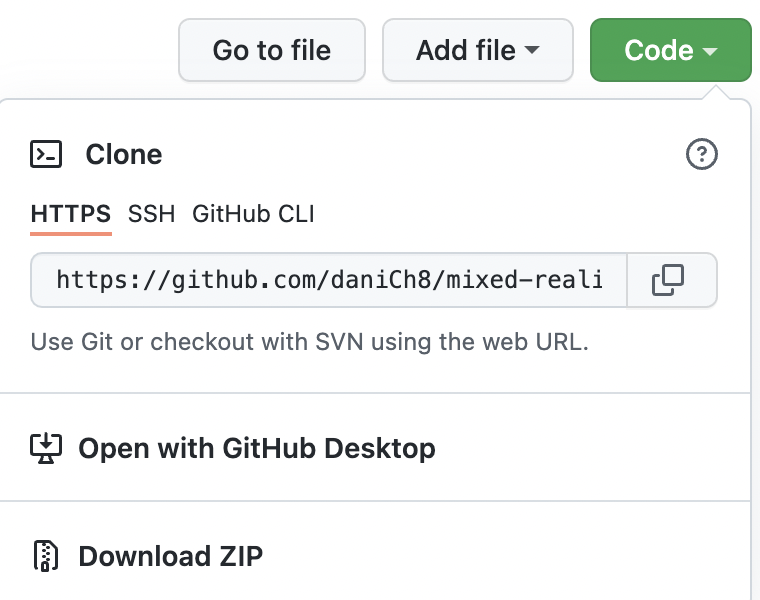 Go to file Add file Code
Clone
HTTPS SSH GitHub CLI
https://github.com/daniCh8/mixed-reali
Use Git or checkout with SVN using the web URL.
Open with GitHub Desktop
Download ZIP